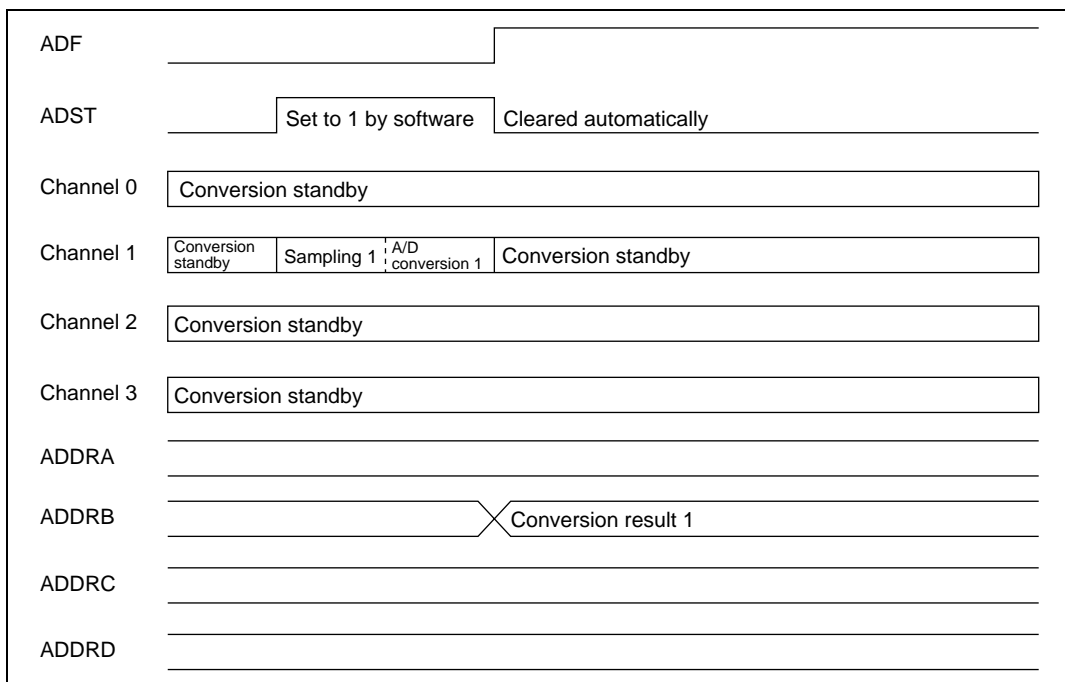 ADF
ADST Set to 1 by software Cleared automatically
Channel 0 Conversion standby
Channel 1 Conversion standby Sampling 1 A/D conversion 1 Conversion standby
Channel 2 Conversion standby
Channel 3 Conversion standby
ADDRA
ADDRB Conversion result 1
ADDRC
ADDRD